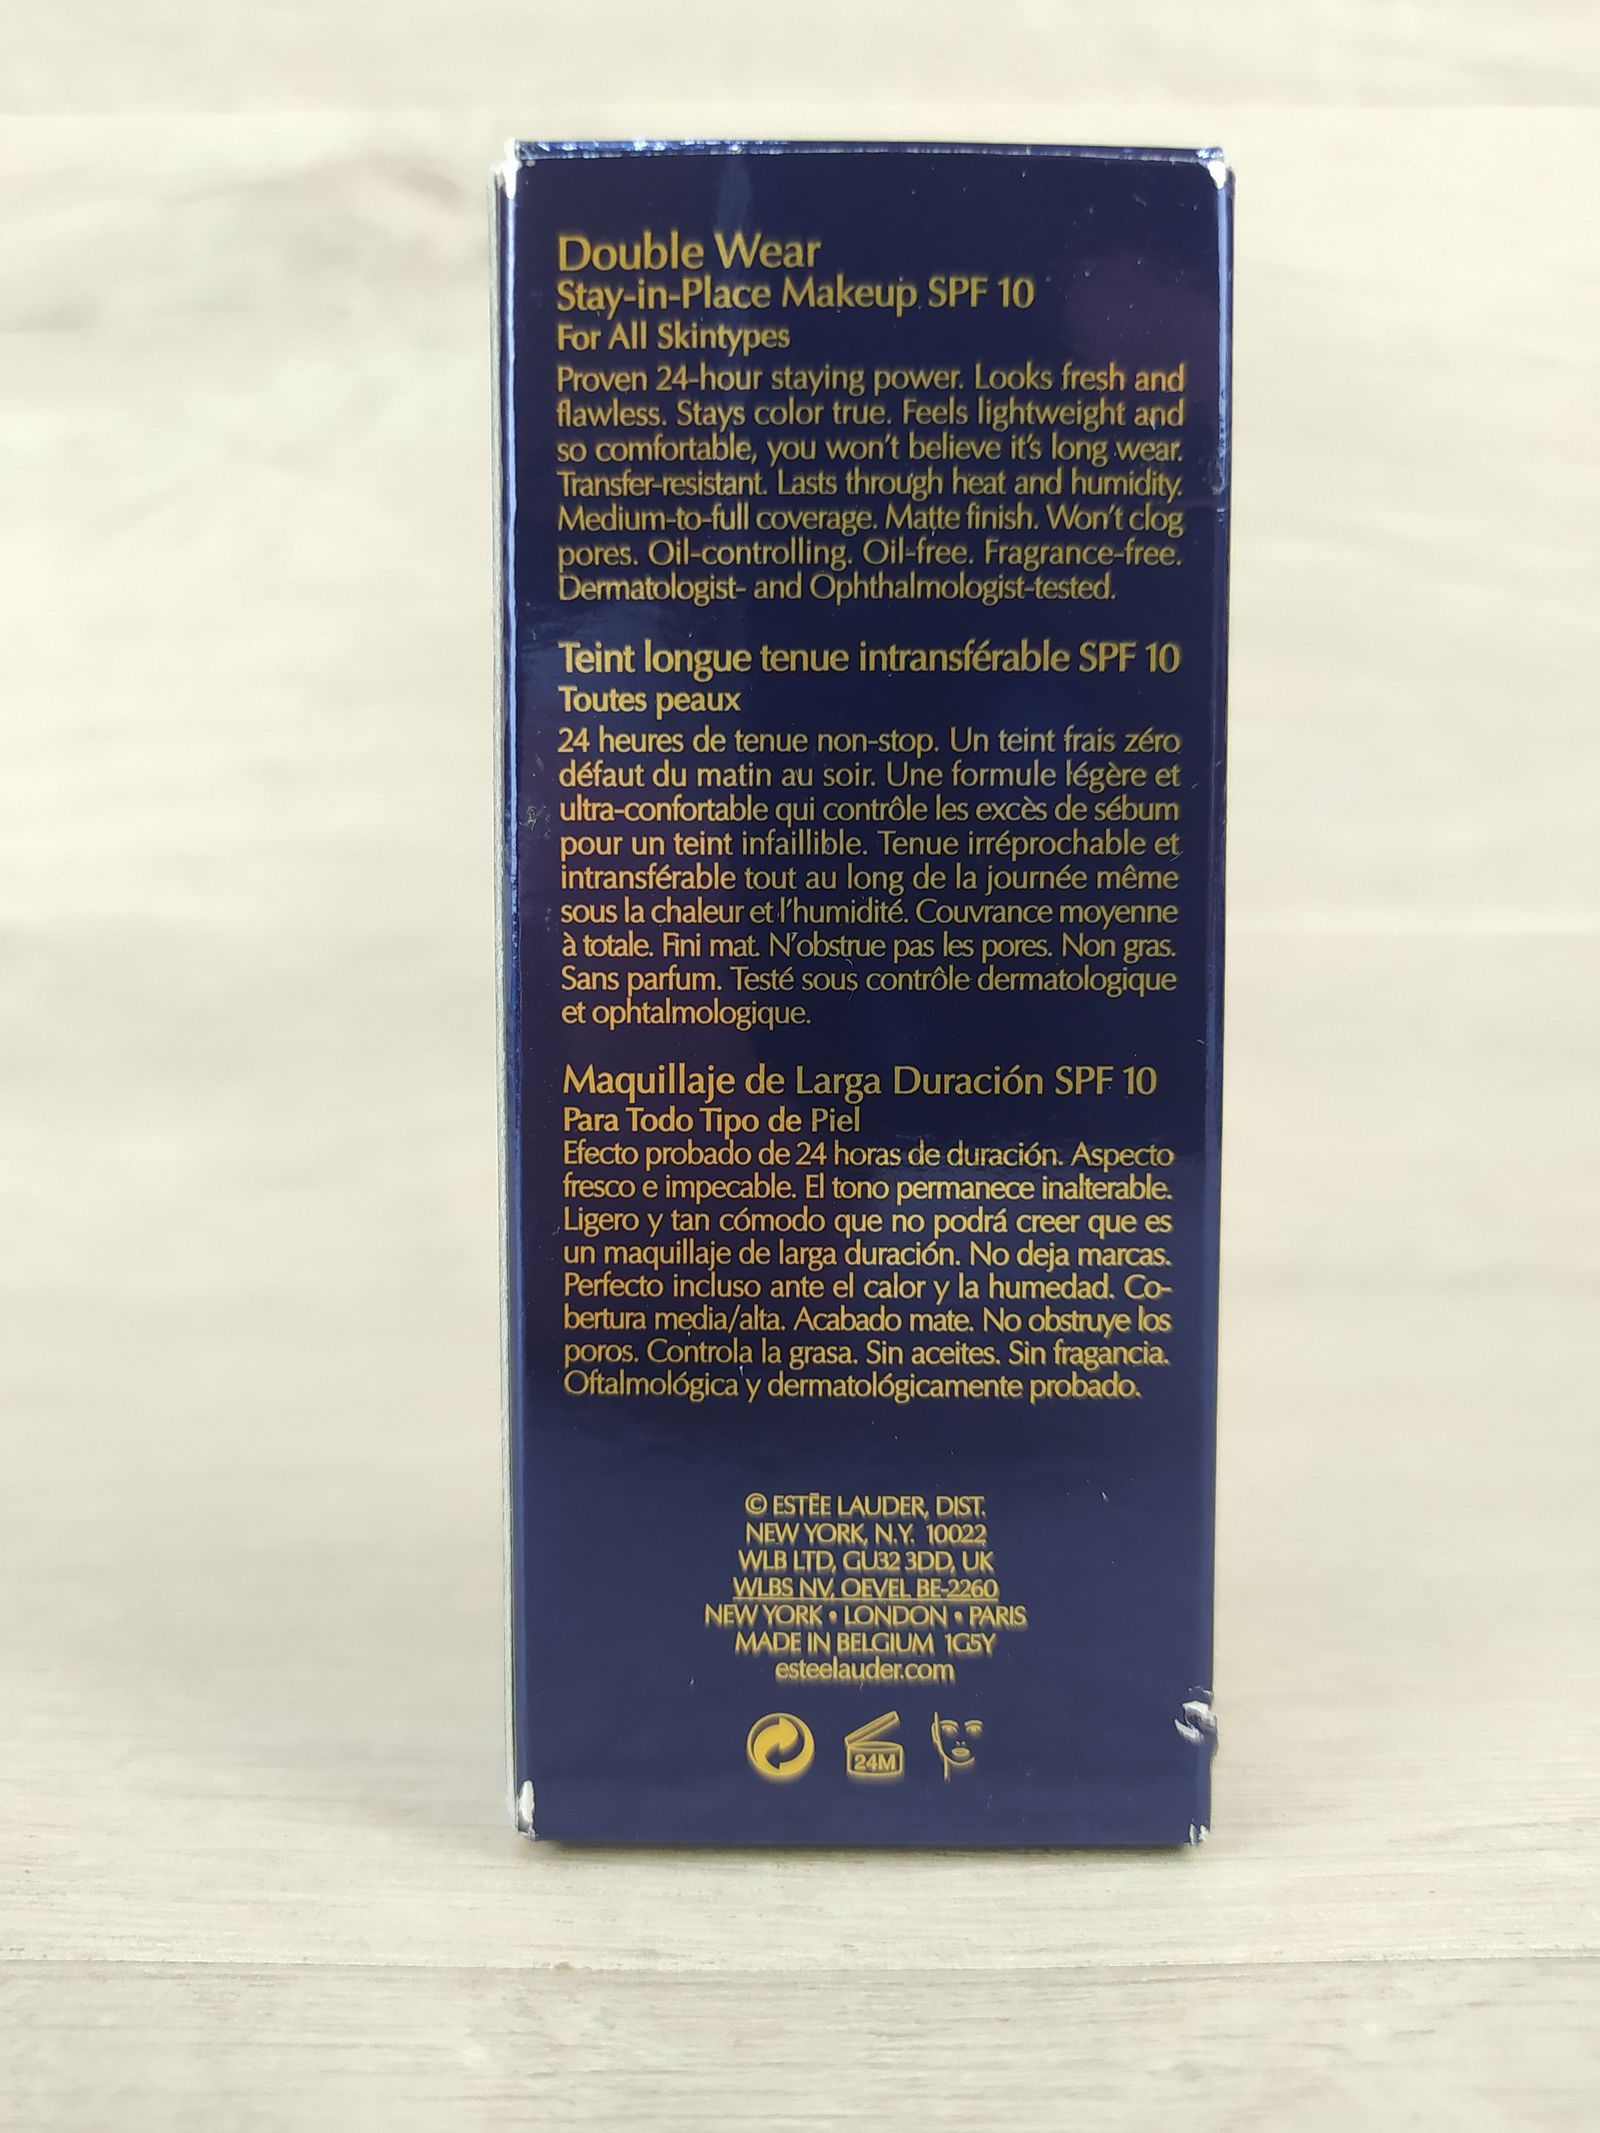 Double Wear
Stay-in-Place Makeup SPF 10
For All Skintypes
Proven 24-hour staying power. Looks fresh and
flawless. Stays color true. Feels lightweight and
so comfortable, you won't believe it's long wear.
Transfer-resistant. Lasts through heat and humidity.
Medium-to-full coverage. Matte finish. Won't clog
pores. Oil-controlling. Oil-free. Fragrance-free.
Dermatologist- and Ophthalmologist-tested.
Teint longue tenue intransférable SPF 10
Toutes peaux
24 heures de tenue non-stop. Un teint frais zéro
défaut du matin au soir. Une formule légère et
ultra-confortable qui contrôle les excès de sébum
pour un teint infaillible. Tenue irréprochable et
intransférable tout au long de la journée même
sous la chaleur et l'humidité. Couvrance moyenne
à totale. Fini mat. N'obstrue pas les pores. Non gras.
Sans parfum. Testé sous contrôle dermatologique
et ophtalmologique.
Maquillaje de Larga Duración SPF 10
Para Todo Tipo de Piel
Efecto probado de 24 horas de duración. Aspecto
fresco e impecable. El tono permanece inalterable.
Ligero y tan cómodo que no podrá creer que es
un maquillaje de larga duración. No deja marcas.
Perfecto incluso ante el calor y la humedad. Co-
bertura media/alta. Acabado mate. No obstruye los
poros. Controla la grasa. Sin aceites. Sin fragancia.
Oftalmológica y dermatológicamente probado.
© ESTĒE LAUDER, DIST.
NEW YORK, N.Y. 10022
WLB LTD, GU32 3DD, UK
WLBS NV, OEVEL BE-2260
NEW YORK • LONDON • PARIS
MADE IN BELGIUM 1G5Y
esteelauder.com
24M